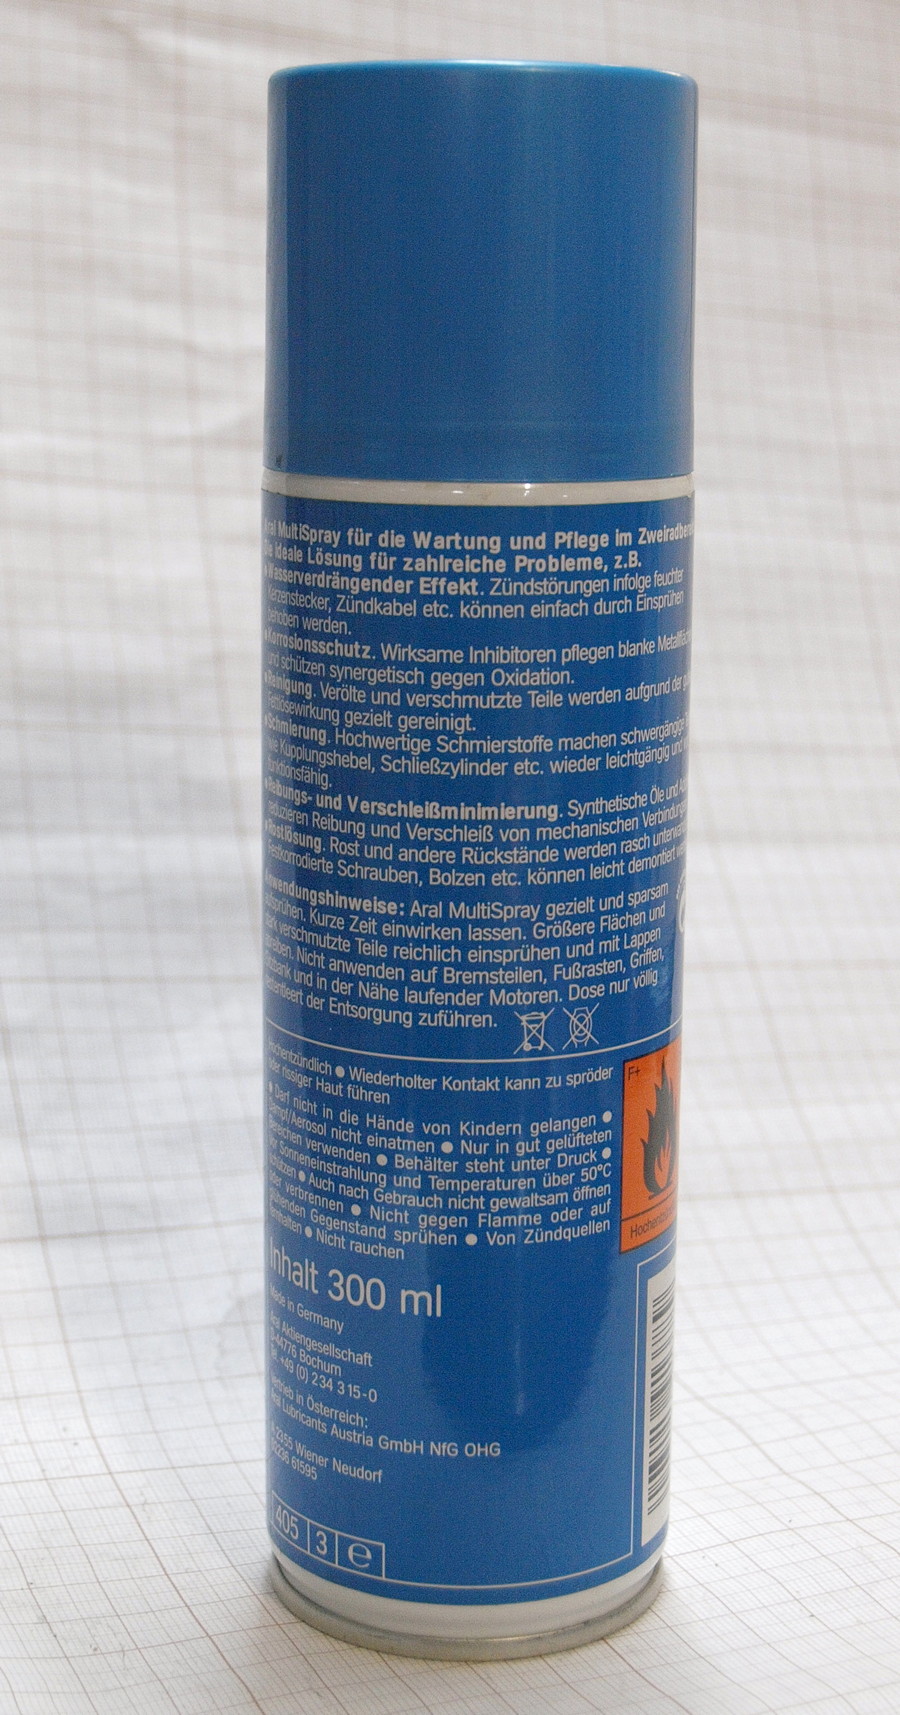 Aral MultiSpray für die Wartung und Pflege im
Die Ideale Lösung für zahlreiche Probleme, z.B.
Wasserverdrängender Effekt. Zündstörungen infolge feuchter
Kerzenstecker, Zündkabel etc. können einfach durch Einsprühen
behoben werden.
Korrosionsschutz. Wirksame Inhibitoren pflegen blanke
und schützen synergetisch gegen Oxidation.
Reinigung. Verölte und verschmutzte Teile werden aufgrund der
Fettlösewirkung gezielt gereinigt.
Schmierung. Hochwertige Schmierstoffe machen schwergängige
wie Kupplungshebel, Schließzylinder etc. wieder leichtgängig und
funktionsfähig.
Reibungs- und Verschleißminimierung. Synthetische Öle und
reduzieren Reibung und Verschleiß von mechanischen
Rostlösung. Rost und andere Rückstände werden rasch
Festkorrodierte Schrauben, Bolzen etc. können leicht demontiert
Anwendungshinweise: Aral MultiSpray gezielt und sparsam
aufsprühen. Kurze Zeit einwirken lassen. Größere Flächen und
stark verschmutzte Teile reichlich einsprühen und mit Lappen
Nicht anwenden auf Bremsteilen, Fußrasten, Griffen,
und in der Nähe laufender Motoren. Dose nur völlig
der Entsorgung zuführen.
Hochentzündlich ● Wiederholter Kontakt kann zu spröder
oder rissiger Haut führen
● Darf nicht in die Hände von Kindern gelangen ●
Dampf/Aerosol nicht einatmen ● Nur in gut gelüfteten
Bereichen verwenden ● Behälter steht unter Druck ●
Vor Sonneneinstrahlung und Temperaturen über 50°C
schützen ● Auch nach Gebrauch nicht gewaltsam öffnen
oder verbrennen ● Nicht gegen Flamme oder auf
glühenden Gegenstand sprühen ● Von Zündquellen
fernhalten ● Nicht rauchen
F+
Inhalt 300 ml
Made in Germany
Aral Aktiengesellschaft
D-44776 Bochum
Tel. +49 (0) 234 315-0
Vertrieb in Österreich:
Aral Lubricants Austria GmbH NfG OHG
2355 Wiener Neudorf
02236 61595
405 3 e